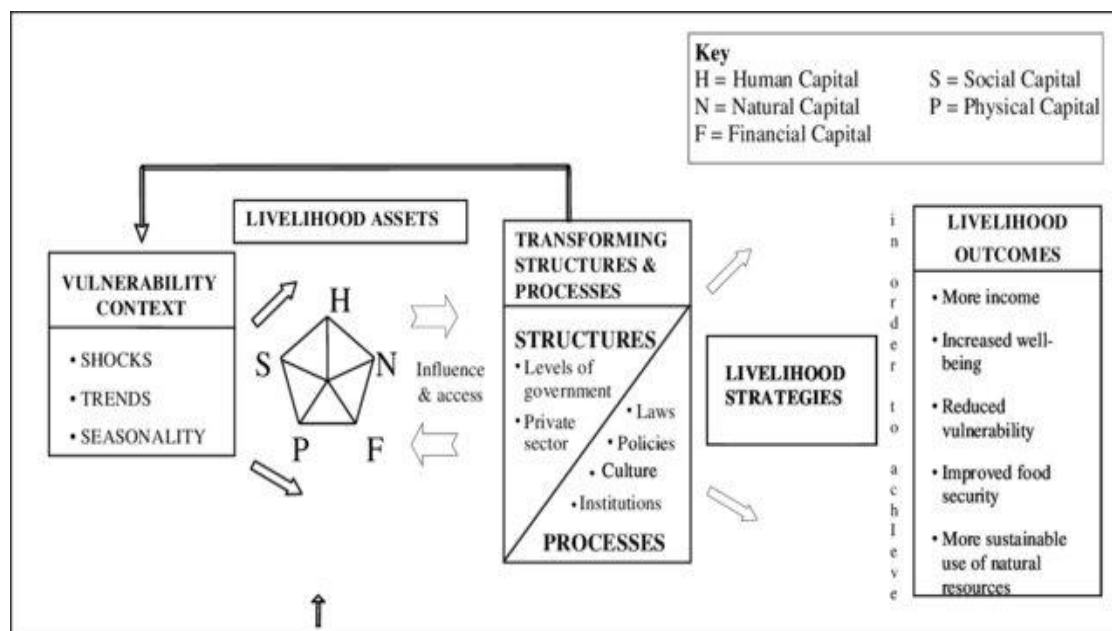 Key
H = Human Capital S = Social Capital
N = Natural Capital P = Physical Capital
F = Financial Capital
LIVELIHOOD ASSETS
VULNERABILITY
CONTEXT
• SHOCKS
• TRENDS
• SEASONALITY
H
S
N
P
F
Influence
& access
TRANSFORMING
STRUCTURES &
PROCESSES
STRUCTURES
• Levels of
government
• Private
sector
• Laws
• Policies
• Culture
• Institutions
PROCESSES
LIVELIHOOD
STRATEGIES
in order to achIeve
LIVELIHOOD
OUTCOMES
• More income
• Increased well-
being
• Reduced
vulnerability
• Improved food
security
• More sustainable
use of natural
resources